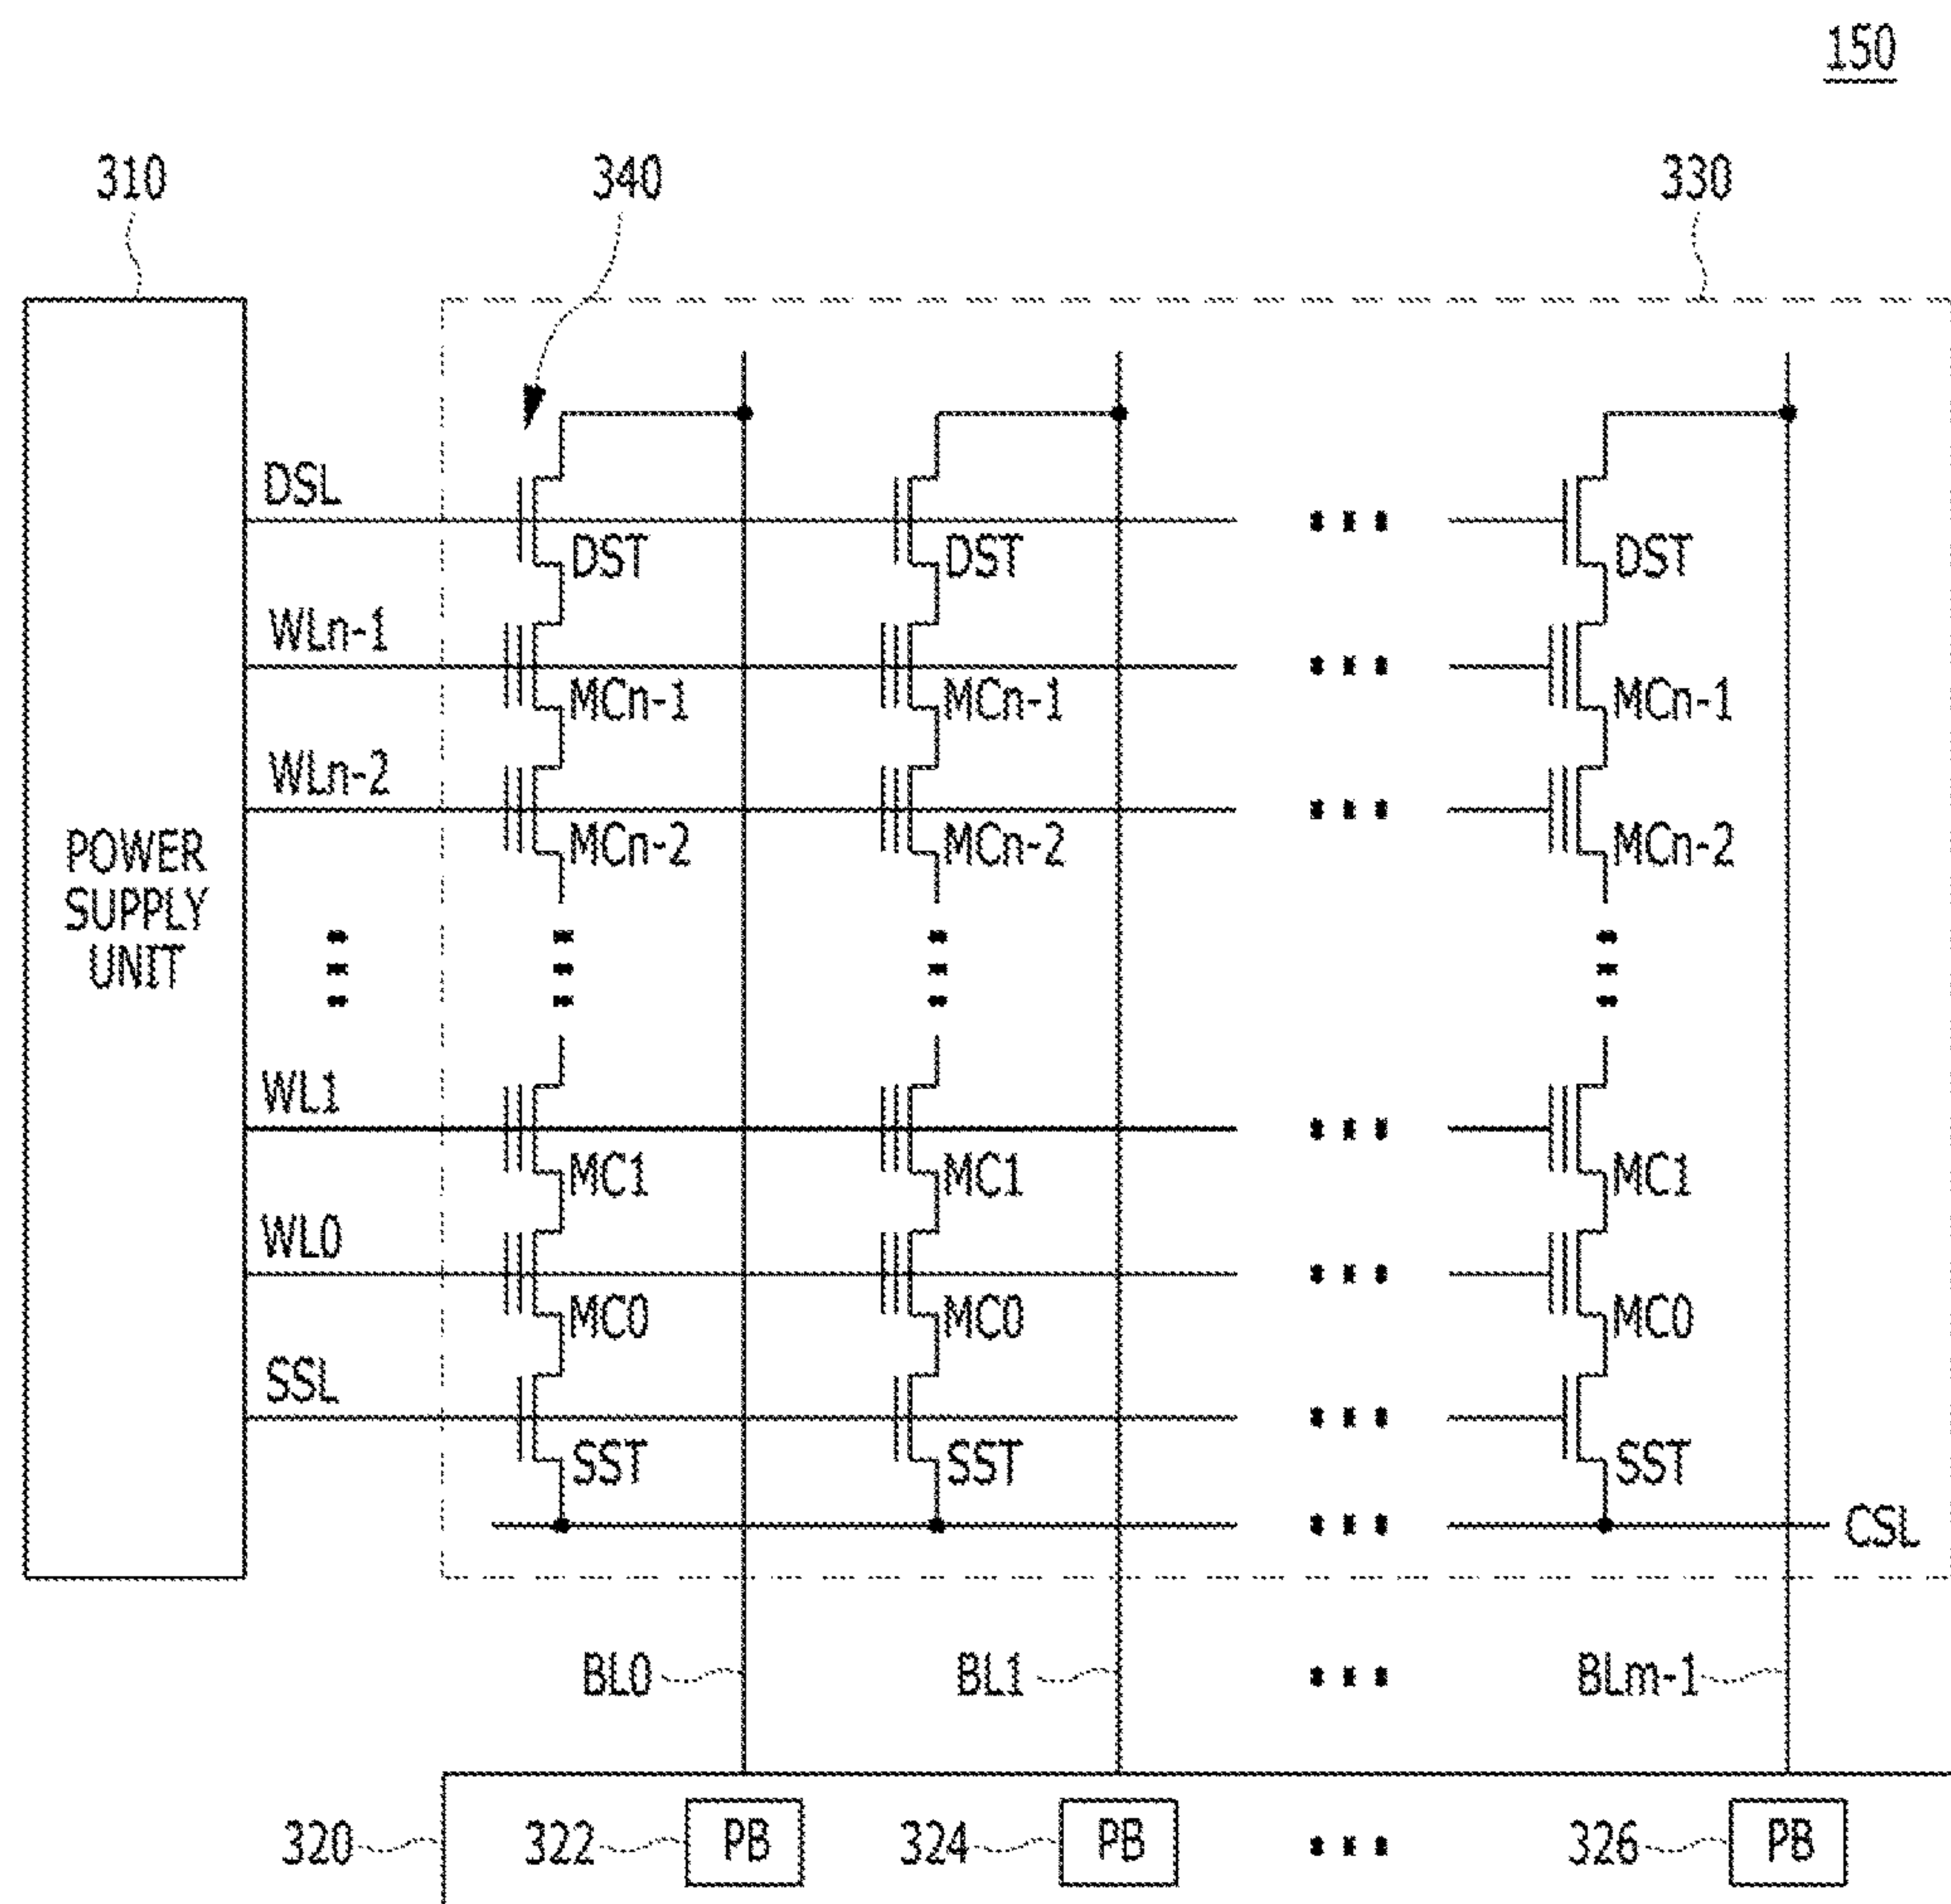 150
310 340 330
DSL
DST DST DST
WLn-1
MCn-1 MCn-1 MCn-1
WLn-2
MCn-2 MCn-2 MCn-2
POWER
SUPPLY
UNIT
WL1
MC1 MC1 MC1
WL0
MC0 MC0 MC0
SSL
SST SST SST
CSL
BL0 BL1 BLm-1
320 322 PB 324 PB 326 PB